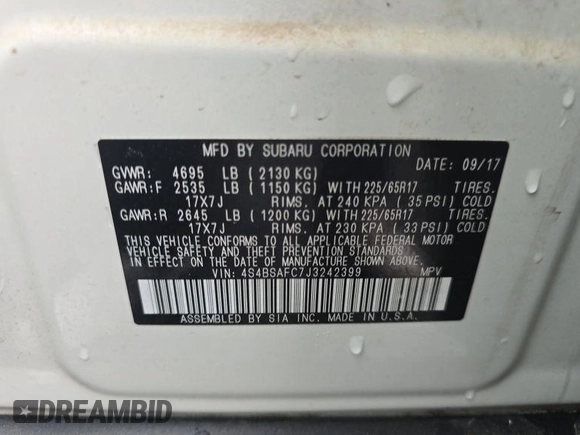 MFD BY SUBARU CORPORATION
DATE: 09/17
GVWR: 4695 LB (2130 KG)
GAWR:F 2535 LB (1150 KG) WITH 225/65R17 TIRES.
17X7J RIMS. AT 240 KPA (35 PSI) COLD
GAWR:R 2645 LB (1200 KG) WITH 225/65R17 TIRES.
17X7J RIMS. AT 230 KPA (33 PSI) COLD
THIS VEHICLE CONFORMS TO ALL APPLICABLE FEDERAL MOTOR
VEHICLE SAFETY AND THEFT PREVENTION STANDARDS IN
EFFECT ON THE DATE OF MANUFACTURE SHOWN ABOVE.
VIN: 4S4BSAFC7J3242399 MPV
ASSEMBLED BY SIA INC. MADE IN U.S.A.
DREAMBID